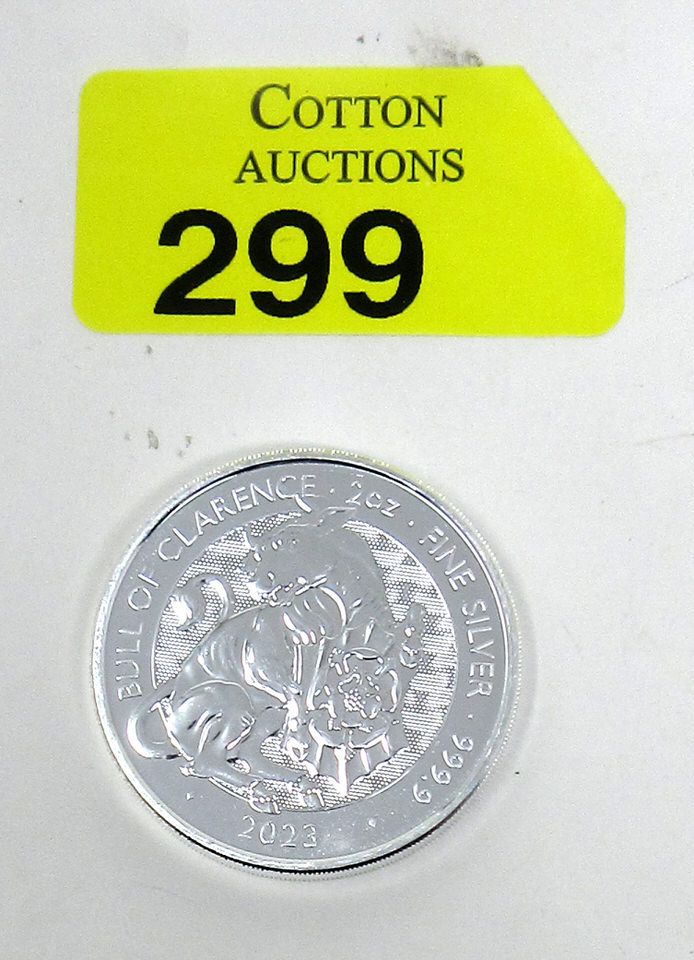 COTTON
AUCTIONS
299
BULL OF CLARENCE · 2oz · FINE SILVER · 999.9
2023